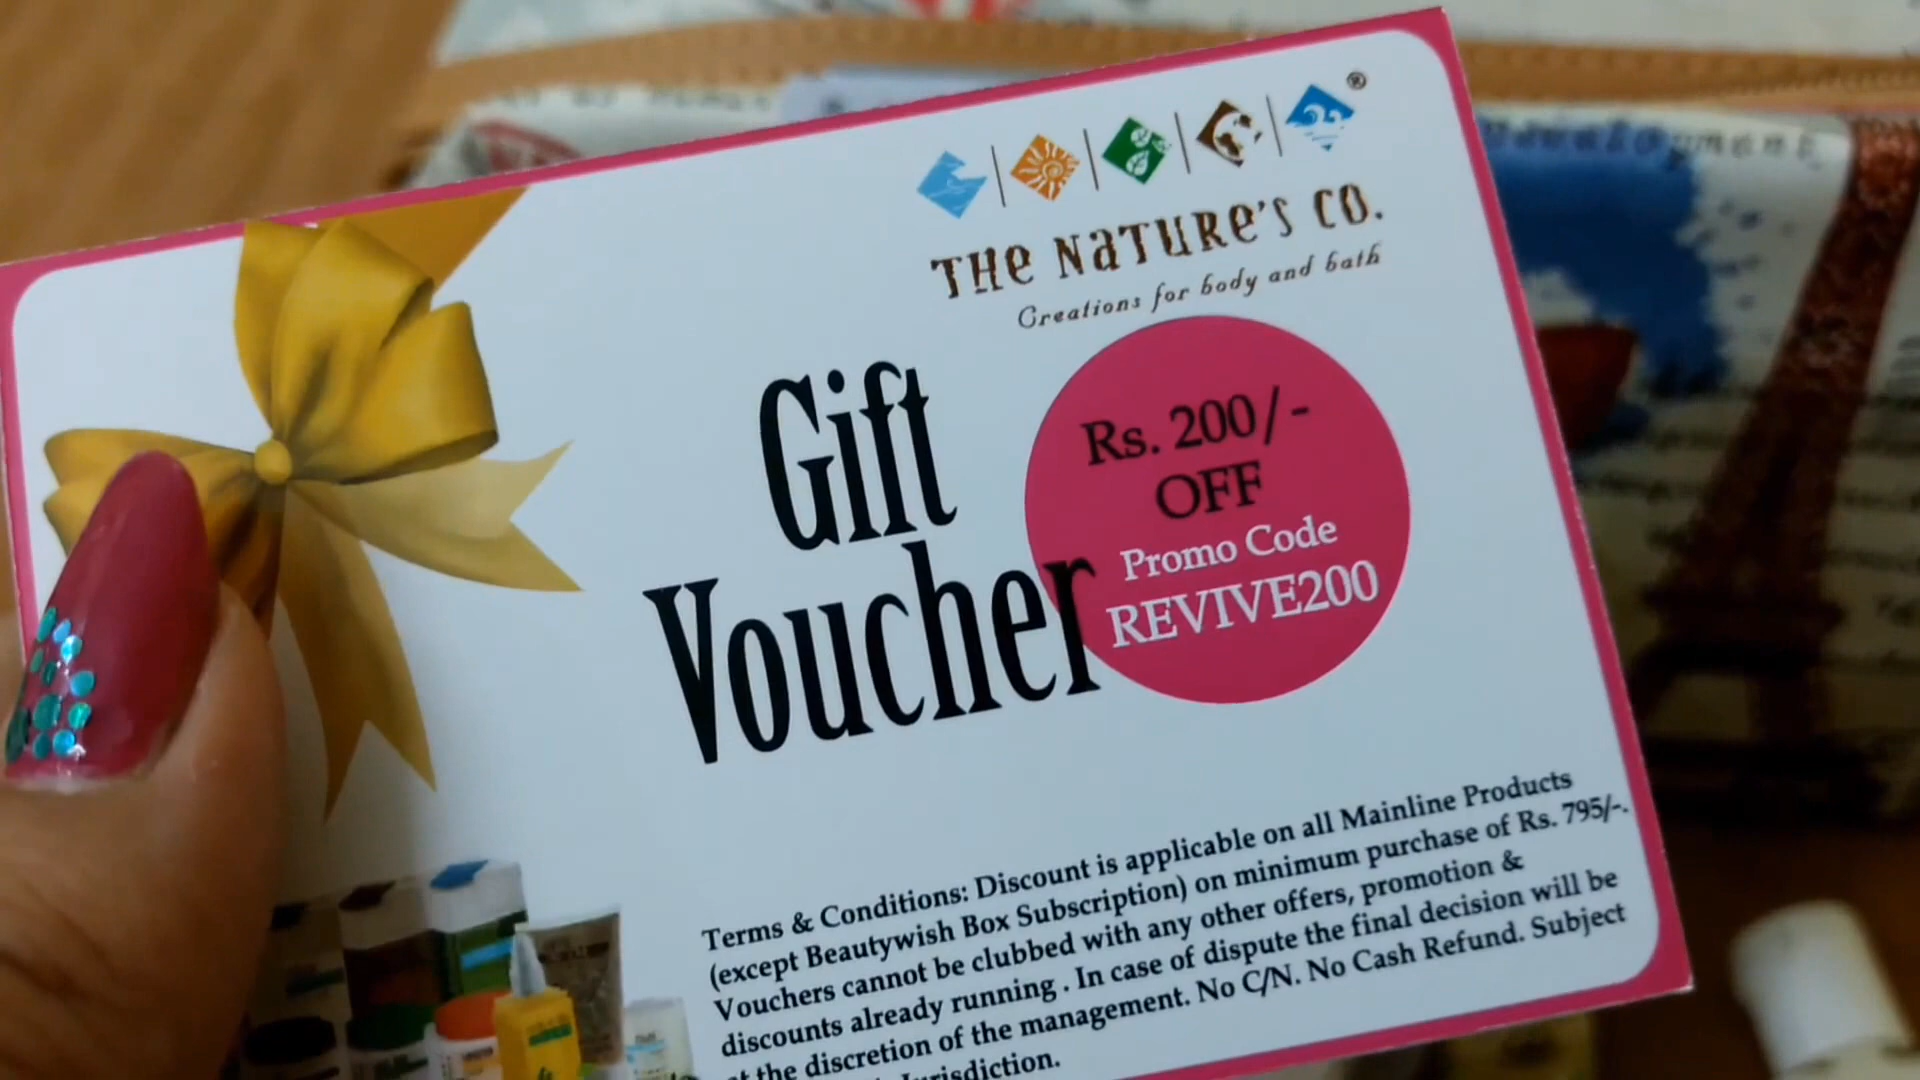 THE NATURE'S CO.®
Creations for body and bath
Gift
Voucher
Rs. 200/-
OFF
Promo Code
REVIVE200
Terms & Conditions: Discount is applicable on all Mainline Products
(except Beautywish Box Subscription) on minimum purchase of Rs. 795/-.
Vouchers cannot be clubbed with any other offers, promotion &
discounts already running . In case of dispute the final decision will be
at the discretion of the management. No C/N. No Cash Refund. Subject
Jurisdiction.